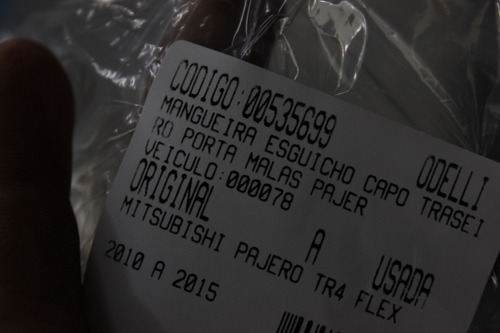 CODIGO:00535699 ODELLI
MANGUEIRA ESGUICHO CAPO TRASEI
RO PORTA MALAS PAJER
VEICULO:000078
ORIGINAL A USADA
MITSUBISHI PAJERO TR4 FLEX
2010 A 2015